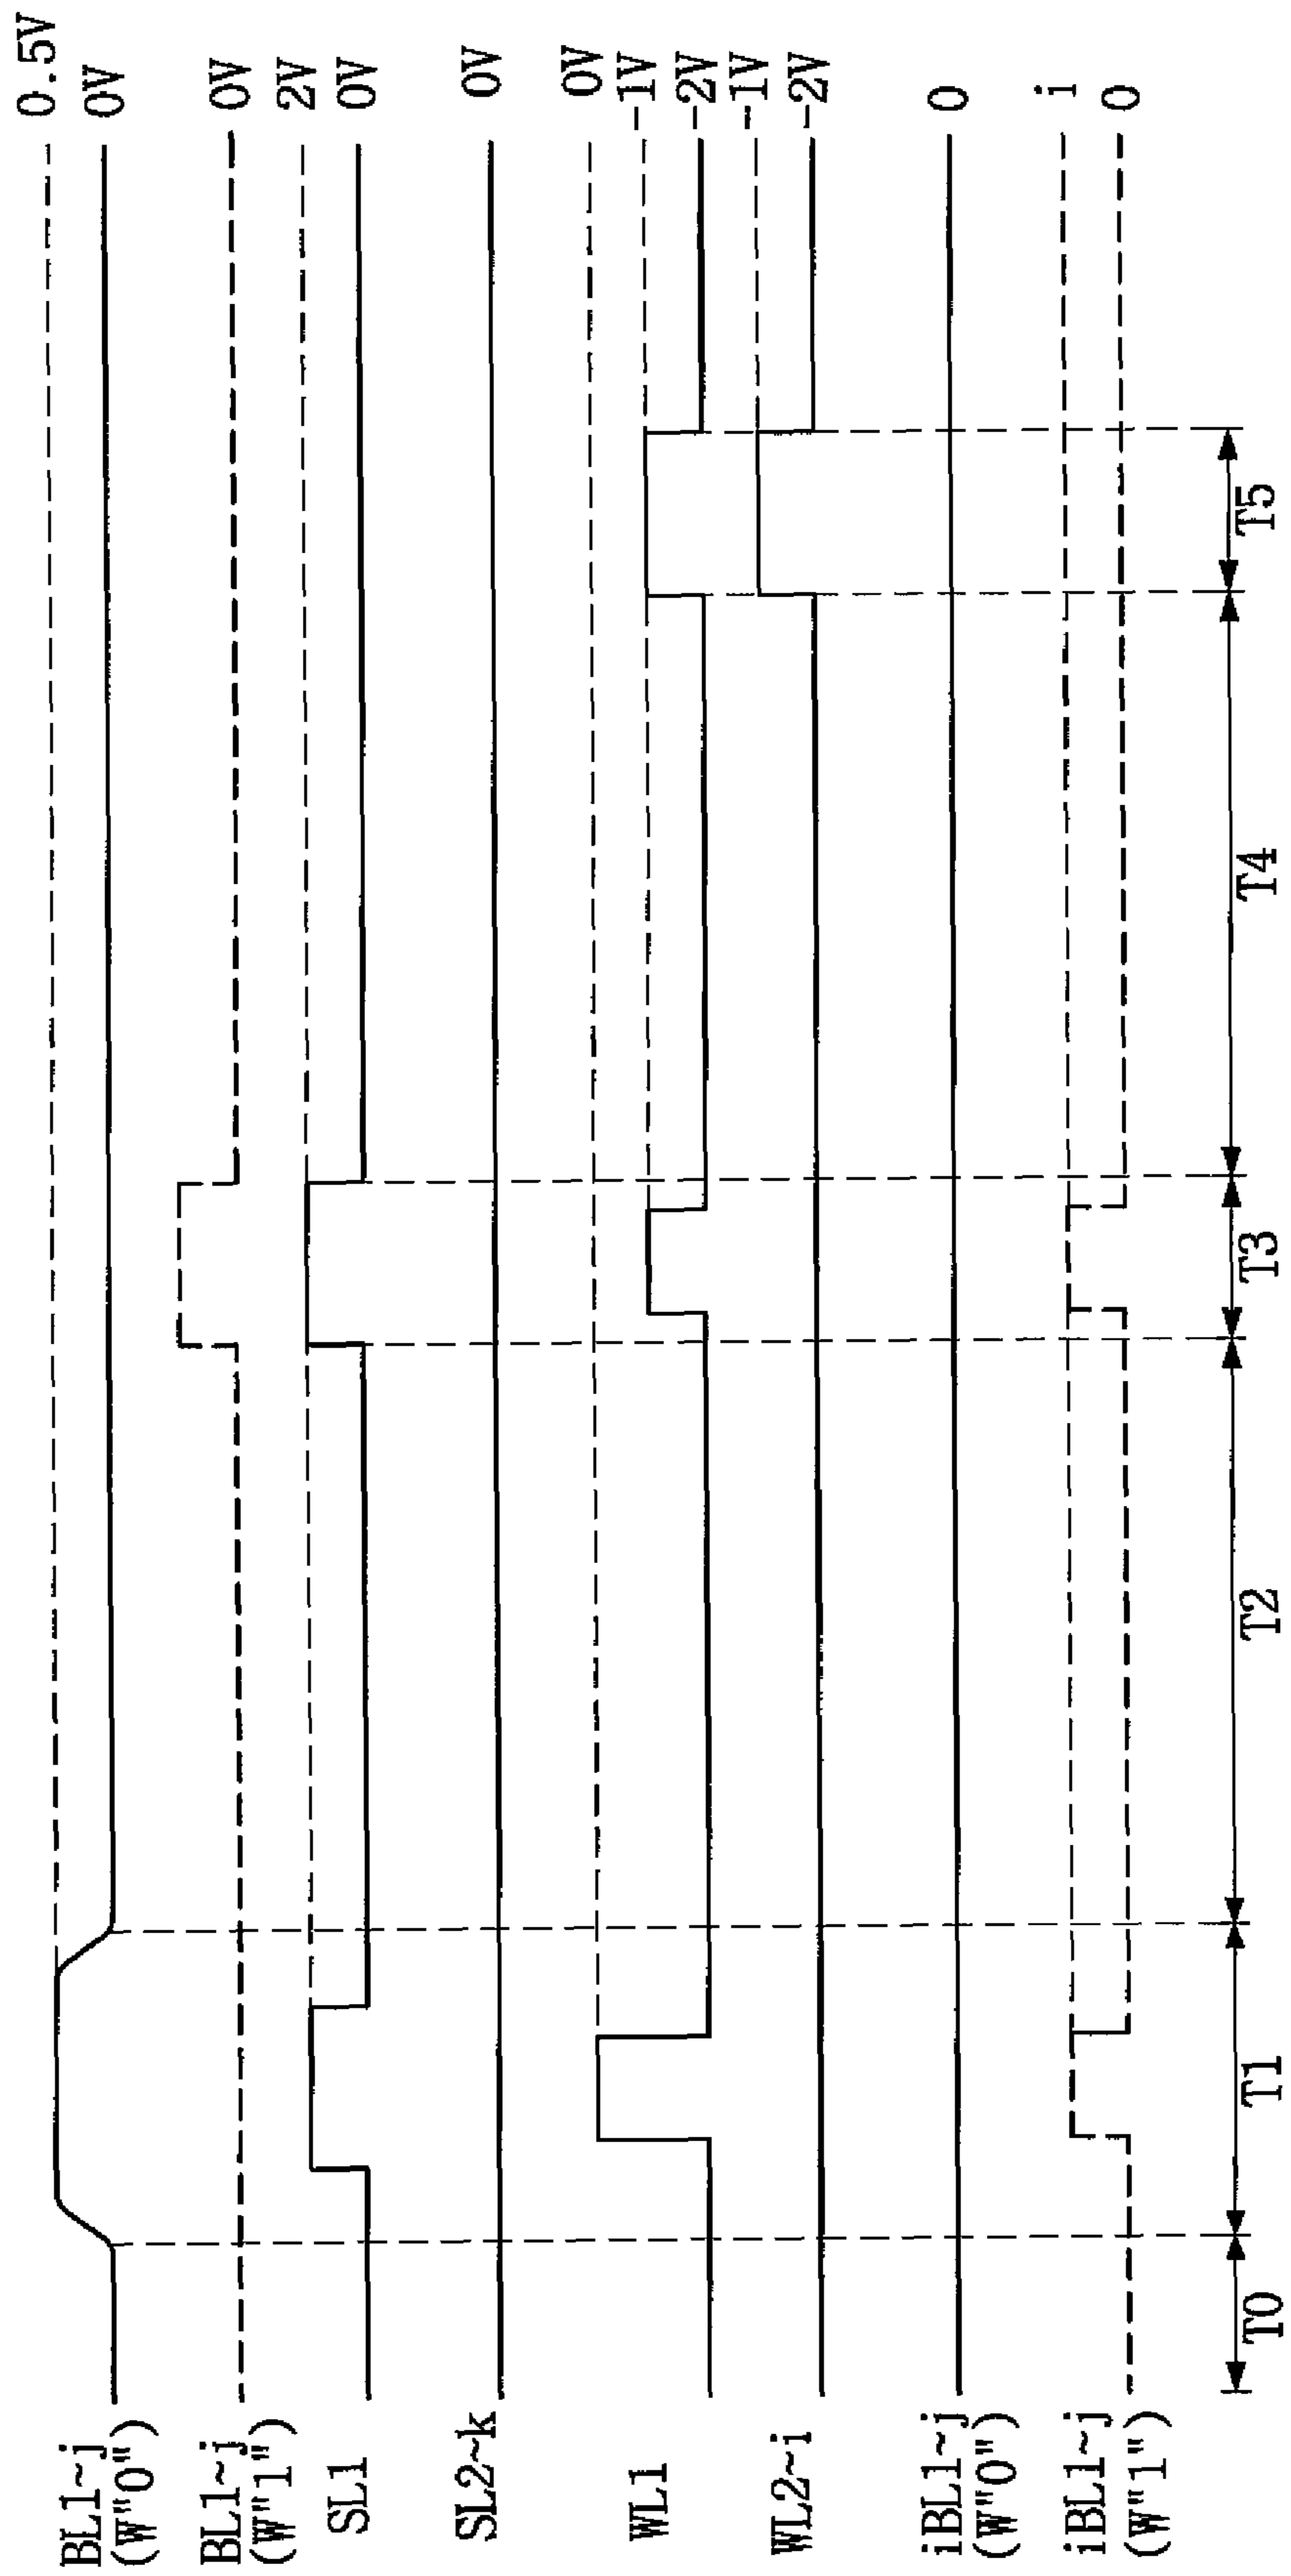 BL1~j
(W"0")
0.5V
0V
BL1~j
(W"1")
0V
SL1
2V
0V
SL2~k
0V
WL1
0V
-1V
-2V
WL2~i
-1V
-2V
iBL1~j
(W"0")
0
iBL1~j
(W"1")
i
0
T0
T1
T2
T3
T4
T5